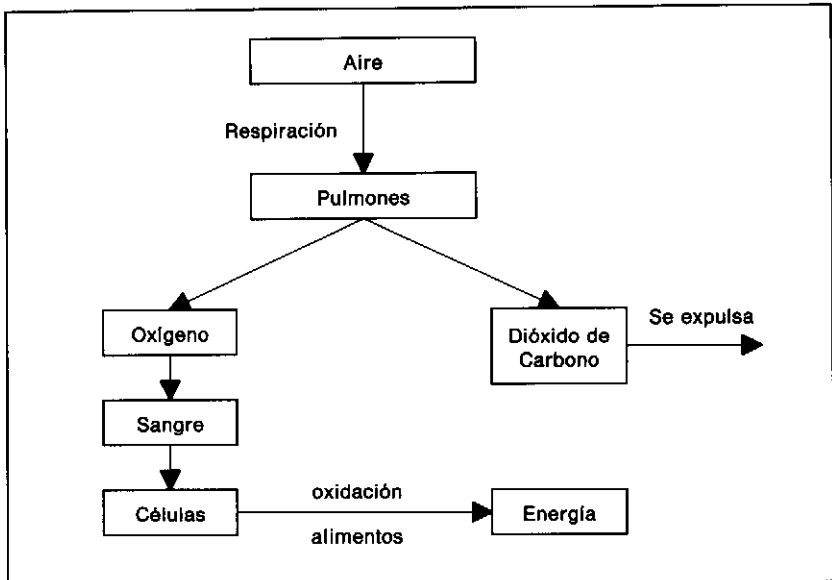 Aire
Respiración
Pulmones
Oxígeno
Dióxido de
Carbono
Se expulsa
Sangre
Células
oxidación
alimentos
Energía